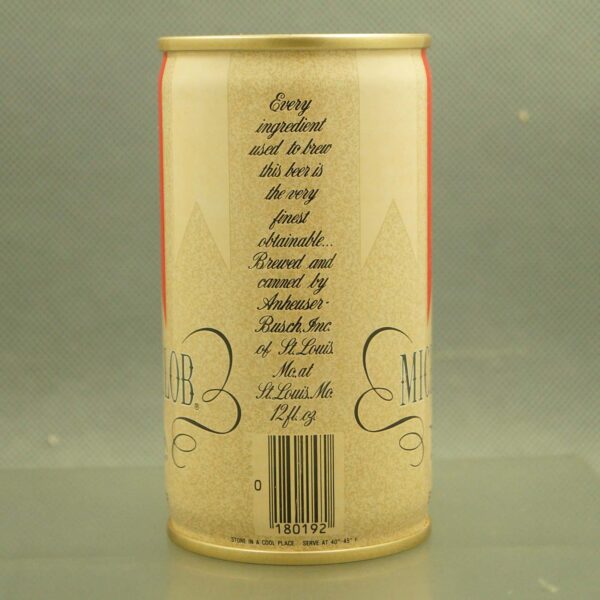 Every
ingredient
used to brew
this beer is
the very
finest
obtainable...
Brewed and
canned by
Anheuser-
Busch, Inc.
of St. Louis
Mo. at
St. Louis. Mo.
12 fl. oz.
LOB®
MIC
0
180192
STORE IN A COOL PLACE SERVE AT 40°-45° F.